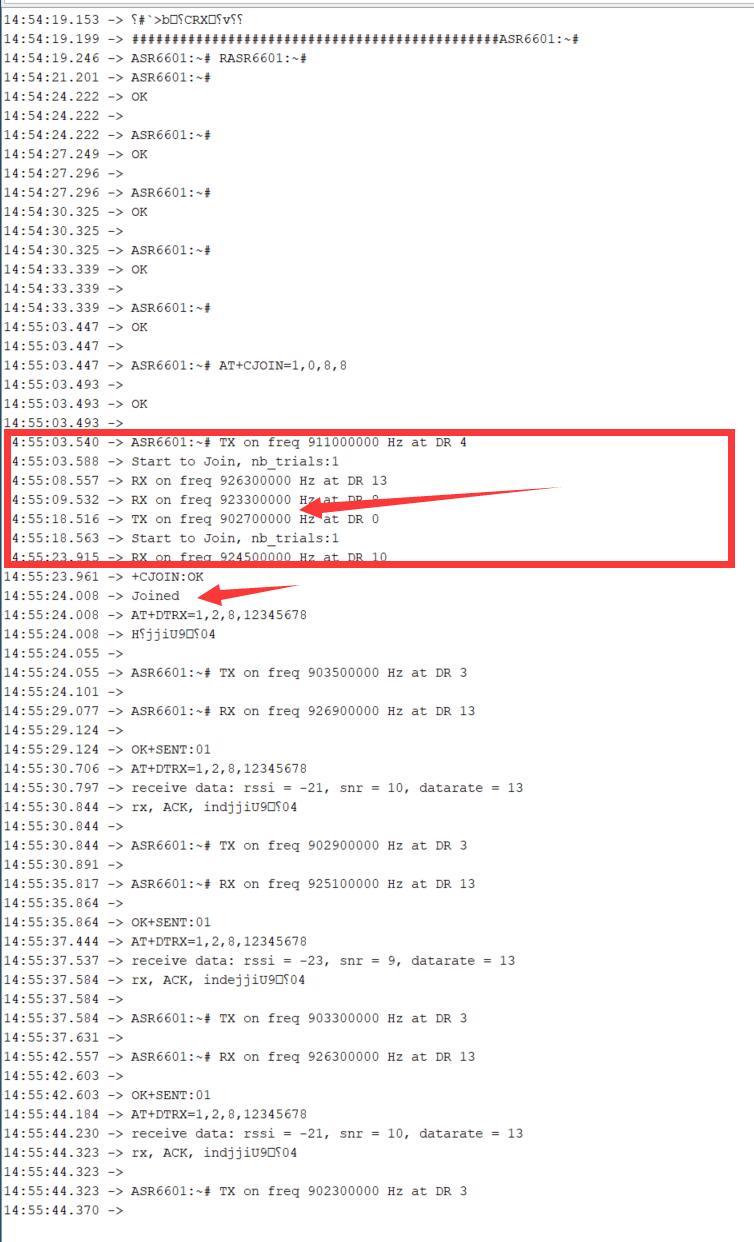 14:54:19.153 -> ⸮#`>b□⸮CRX□⸮v⸮⸮
14:54:19.199 -> ##############################################ASR6601:~#
14:54:19.246 -> ASR6601:~# RASR6601:~#
14:54:21.201 -> ASR6601:~#
14:54:24.222 -> OK
14:54:24.222 ->
14:54:24.222 -> ASR6601:~#
14:54:27.249 -> OK
14:54:27.296 ->
14:54:27.296 -> ASR6601:~#
14:54:30.325 -> OK
14:54:30.325 ->
14:54:30.325 -> ASR6601:~#
14:54:33.339 -> OK
14:54:33.339 ->
14:54:33.339 -> ASR6601:~#
14:55:03.447 -> OK
14:55:03.447 ->
14:55:03.447 -> ASR6601:~# AT+CJOIN=1,0,8,8
14:55:03.493 ->
14:55:03.493 -> OK
14:55:03.493 ->
14:55:03.540 -> ASR6601:~# TX on freq 911000000 Hz at DR 4
14:55:03.588 -> Start to Join, nb_trials:1
14:55:08.557 -> RX on freq 926300000 Hz at DR 13
14:55:09.532 -> RX on freq 923300000 Hz at DR 8
14:55:18.516 -> TX on freq 902700000 Hz at DR 0
14:55:18.563 -> Start to Join, nb_trials:1
14:55:23.915 -> RX on freq 924500000 Hz at DR 10
14:55:23.961 -> +CJOIN:OK
14:55:24.008 -> Joined
14:55:24.008 -> AT+DTRX=1,2,8,12345678
14:55:24.008 -> H⸮jjiU9□⸮04
14:55:24.055 ->
14:55:24.055 -> ASR6601:~# TX on freq 903500000 Hz at DR 3
14:55:24.101 ->
14:55:29.077 -> ASR6601:~# RX on freq 926900000 Hz at DR 13
14:55:29.124 ->
14:55:29.124 -> OK+SENT:01
14:55:30.706 -> AT+DTRX=1,2,8,12345678
14:55:30.797 -> receive data: rssi = -21, snr = 10, datarate = 13
14:55:30.844 -> rx, ACK, indjjiU9□⸮04
14:55:30.844 ->
14:55:30.844 -> ASR6601:~# TX on freq 902900000 Hz at DR 3
14:55:30.891 ->
14:55:35.817 -> ASR6601:~# RX on freq 925100000 Hz at DR 13
14:55:35.864 ->
14:55:35.864 -> OK+SENT:01
14:55:37.444 -> AT+DTRX=1,2,8,12345678
14:55:37.537 -> receive data: rssi = -23, snr = 9, datarate = 13
14:55:37.584 -> rx, ACK, indejjiU9□⸮04
14:55:37.584 ->
14:55:37.584 -> ASR6601:~# TX on freq 903300000 Hz at DR 3
14:55:37.631 ->
14:55:42.557 -> ASR6601:~# RX on freq 926300000 Hz at DR 13
14:55:42.603 ->
14:55:42.603 -> OK+SENT:01
14:55:44.184 -> AT+DTRX=1,2,8,12345678
14:55:44.230 -> receive data: rssi = -21, snr = 10, datarate = 13
14:55:44.323 -> rx, ACK, indjjiU9□⸮04
14:55:44.323 ->
14:55:44.323 -> ASR6601:~# TX on freq 902300000 Hz at DR 3
14:55:44.370 ->